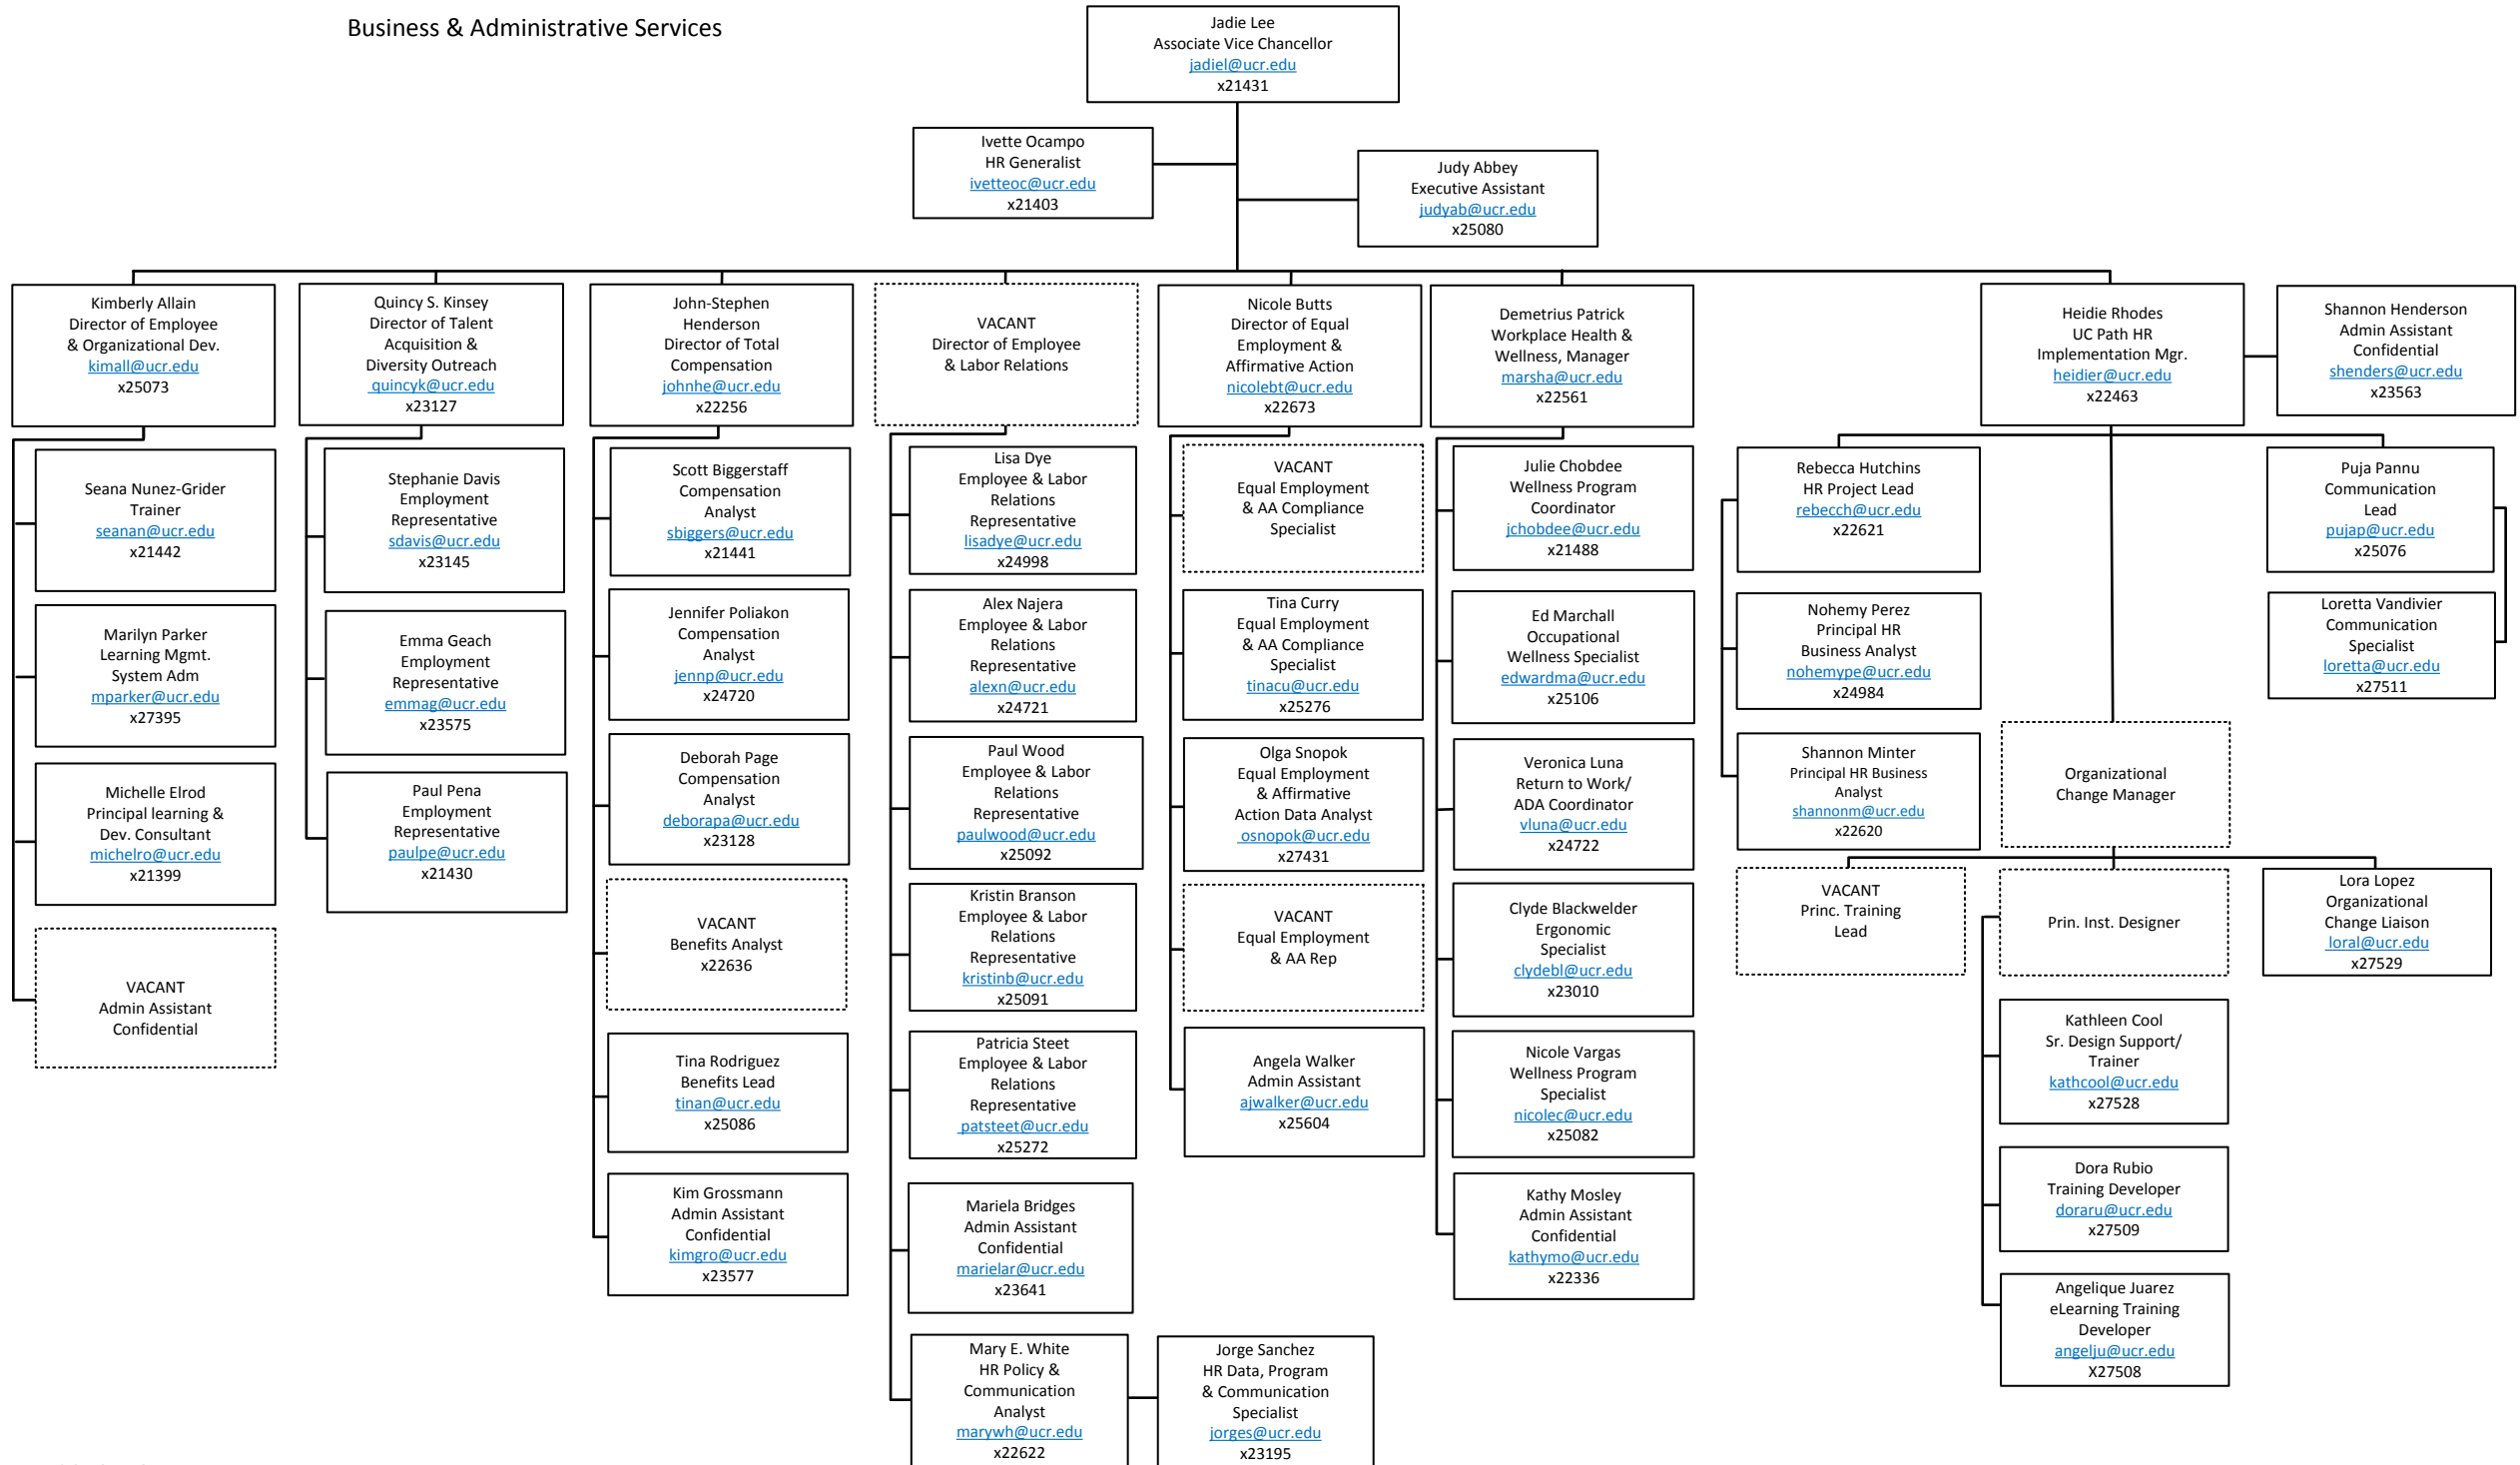 Business & Administrative Services
Jadie Lee
Associate Vice Chancellor
jadiel@ucr.edu
x21431
Ivette Ocampo
HR Generalist
ivetteoc@ucr.edu
x21403
Judy Abbey
Executive Assistant
judyab@ucr.edu
x25080
Kimberly Allain
Director of Employee
& Organizational Dev.
kimall@ucr.edu
x25073
Quincy S. Kinsey
Director of Talent
Acquisition &
Diversity Outreach
quincyk@ucr.edu
x23127
John-Stephen
Henderson
Director of Total
Compensation
johnhe@ucr.edu
x22256
VACANT
Director of Employee
& Labor Relations
Nicole Butts
Director of Equal
Employment &
Affirmative Action
nicolebt@ucr.edu
x22673
Demetrius Patrick
Workplace Health &
Wellness, Manager
marsha@ucr.edu
x22561
Heidie Rhodes
UC Path HR
Implementation Mgr.
heidier@ucr.edu
x22463
Shannon Henderson
Admin Assistant
Confidential
shenders@ucr.edu
x23563
Seana Nunez-Grider
Trainer
seanan@ucr.edu
x21442
Marilyn Parker
Learning Mgmt.
System Adm
mparker@ucr.edu
x27395
Michelle Elrod
Principal learning &
Dev. Consultant
michelro@ucr.edu
x21399
VACANT
Admin Assistant
Confidential
Stephanie Davis
Employment
Representative
sdavis@ucr.edu
x23145
Emma Geach
Employment
Representative
emmag@ucr.edu
x23575
Paul Pena
Employment
Representative
paulpe@ucr.edu
x21430
Scott Biggerstaff
Compensation
Analyst
sbiggers@ucr.edu
x21441
Jennifer Poliakon
Compensation
Analyst
jennp@ucr.edu
x24720
Deborah Page
Compensation
Analyst
deborapa@ucr.edu
x23128
VACANT
Benefits Analyst
x22636
Tina Rodriguez
Benefits Lead
tinan@ucr.edu
x25086
Kim Grossmann
Admin Assistant
Confidential
kimgro@ucr.edu
x23577
Lisa Dye
Employee & Labor
Relations
Representative
lisadye@ucr.edu
x24998
Alex Najera
Employee & Labor
Relations
Representative
alexn@ucr.edu
x24721
Paul Wood
Employee & Labor
Relations
Representative
paulwood@ucr.edu
x25092
Kristin Branson
Employee & Labor
Relations
Representative
kristinb@ucr.edu
x25091
Patricia Steet
Employee & Labor
Relations
Representative
patsteet@ucr.edu
x25272
Mariela Bridges
Admin Assistant
Confidential
marielar@ucr.edu
x23641
Mary E. White
HR Policy &
Communication
Analyst
marywh@ucr.edu
x22622
Jorge Sanchez
HR Data, Program
& Communication
Specialist
jorges@ucr.edu
x23195
VACANT
Equal Employment
& AA Compliance
Specialist
Tina Curry
Equal Employment
& AA Compliance
Specialist
tinacu@ucr.edu
x25276
Olga Snopok
Equal Employment
& Affirmative
Action Data Analyst
osnopok@ucr.edu
x27431
VACANT
Equal Employment
& AA Rep
Angela Walker
Admin Assistant
ajwalker@ucr.edu
x25604
Julie Chobdee
Wellness Program
Coordinator
jchobdee@ucr.edu
x21488
Ed Marchall
Occupational
Wellness Specialist
edwardma@ucr.edu
x25106
Veronica Luna
Return to Work/
ADA Coordinator
vluna@ucr.edu
x24722
Clyde Blackwelder
Ergonomic
Specialist
clydebl@ucr.edu
x23010
Nicole Vargas
Wellness Program
Specialist
nicolec@ucr.edu
x25082
Kathy Mosley
Admin Assistant
Confidential
kathymo@ucr.edu
x22336
Rebecca Hutchins
HR Project Lead
rebecch@ucr.edu
x22621
Nohemy Perez
Principal HR
Business Analyst
nohemype@ucr.edu
x24984
Shannon Minter
Principal HR Business
Analyst
shannonm@ucr.edu
x22620
Puja Pannu
Communication
Lead
pujap@ucr.edu
x25076
Loretta Vandivier
Communication
Specialist
loretta@ucr.edu
x27511
Organizational
Change Manager
VACANT
Princ. Training
Lead
Prin. Inst. Designer
Lora Lopez
Organizational
Change Liaison
loral@ucr.edu
x27529
Kathleen Cool
Sr. Design Support/
Trainer
kathcool@ucr.edu
x27528
Dora Rubio
Training Developer
doraru@ucr.edu
x27509
Angelique Juarez
eLearning Training
Developer
angelju@ucr.edu
X27508